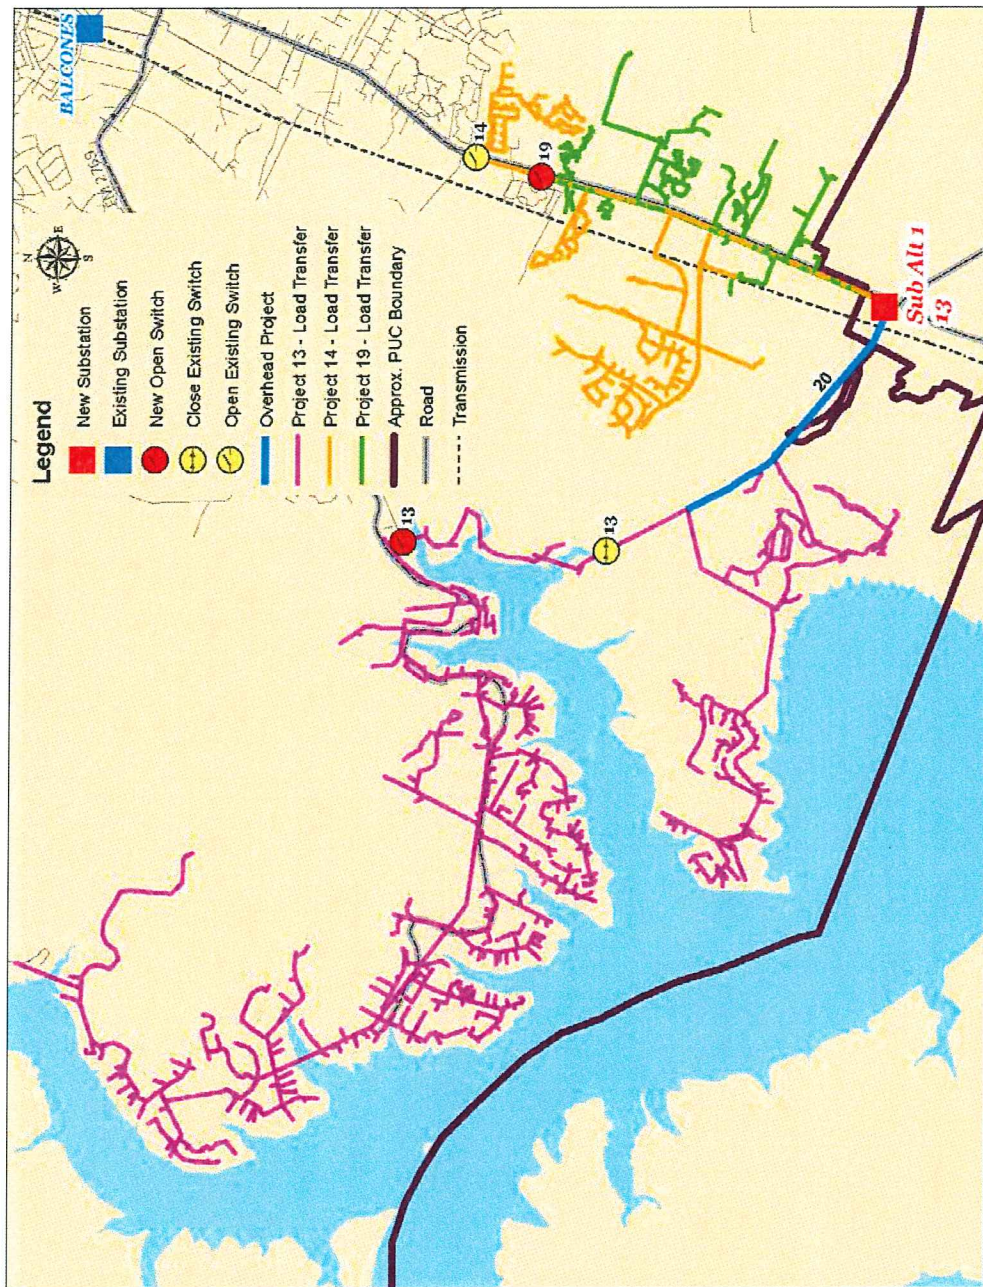 BALCONES
FM 2769
N
W E
S
Legend
New Substation
Existing Substation
New Open Switch
Close Existing Switch
Open Existing Switch
Overhead Project
Project 13 - Load Transfer
Project 14 - Load Transfer
Project 19 - Load Transfer
Approx. PUC Boundary
Road
Transmission
14
19
13
13
20
Sub Alt 1
13